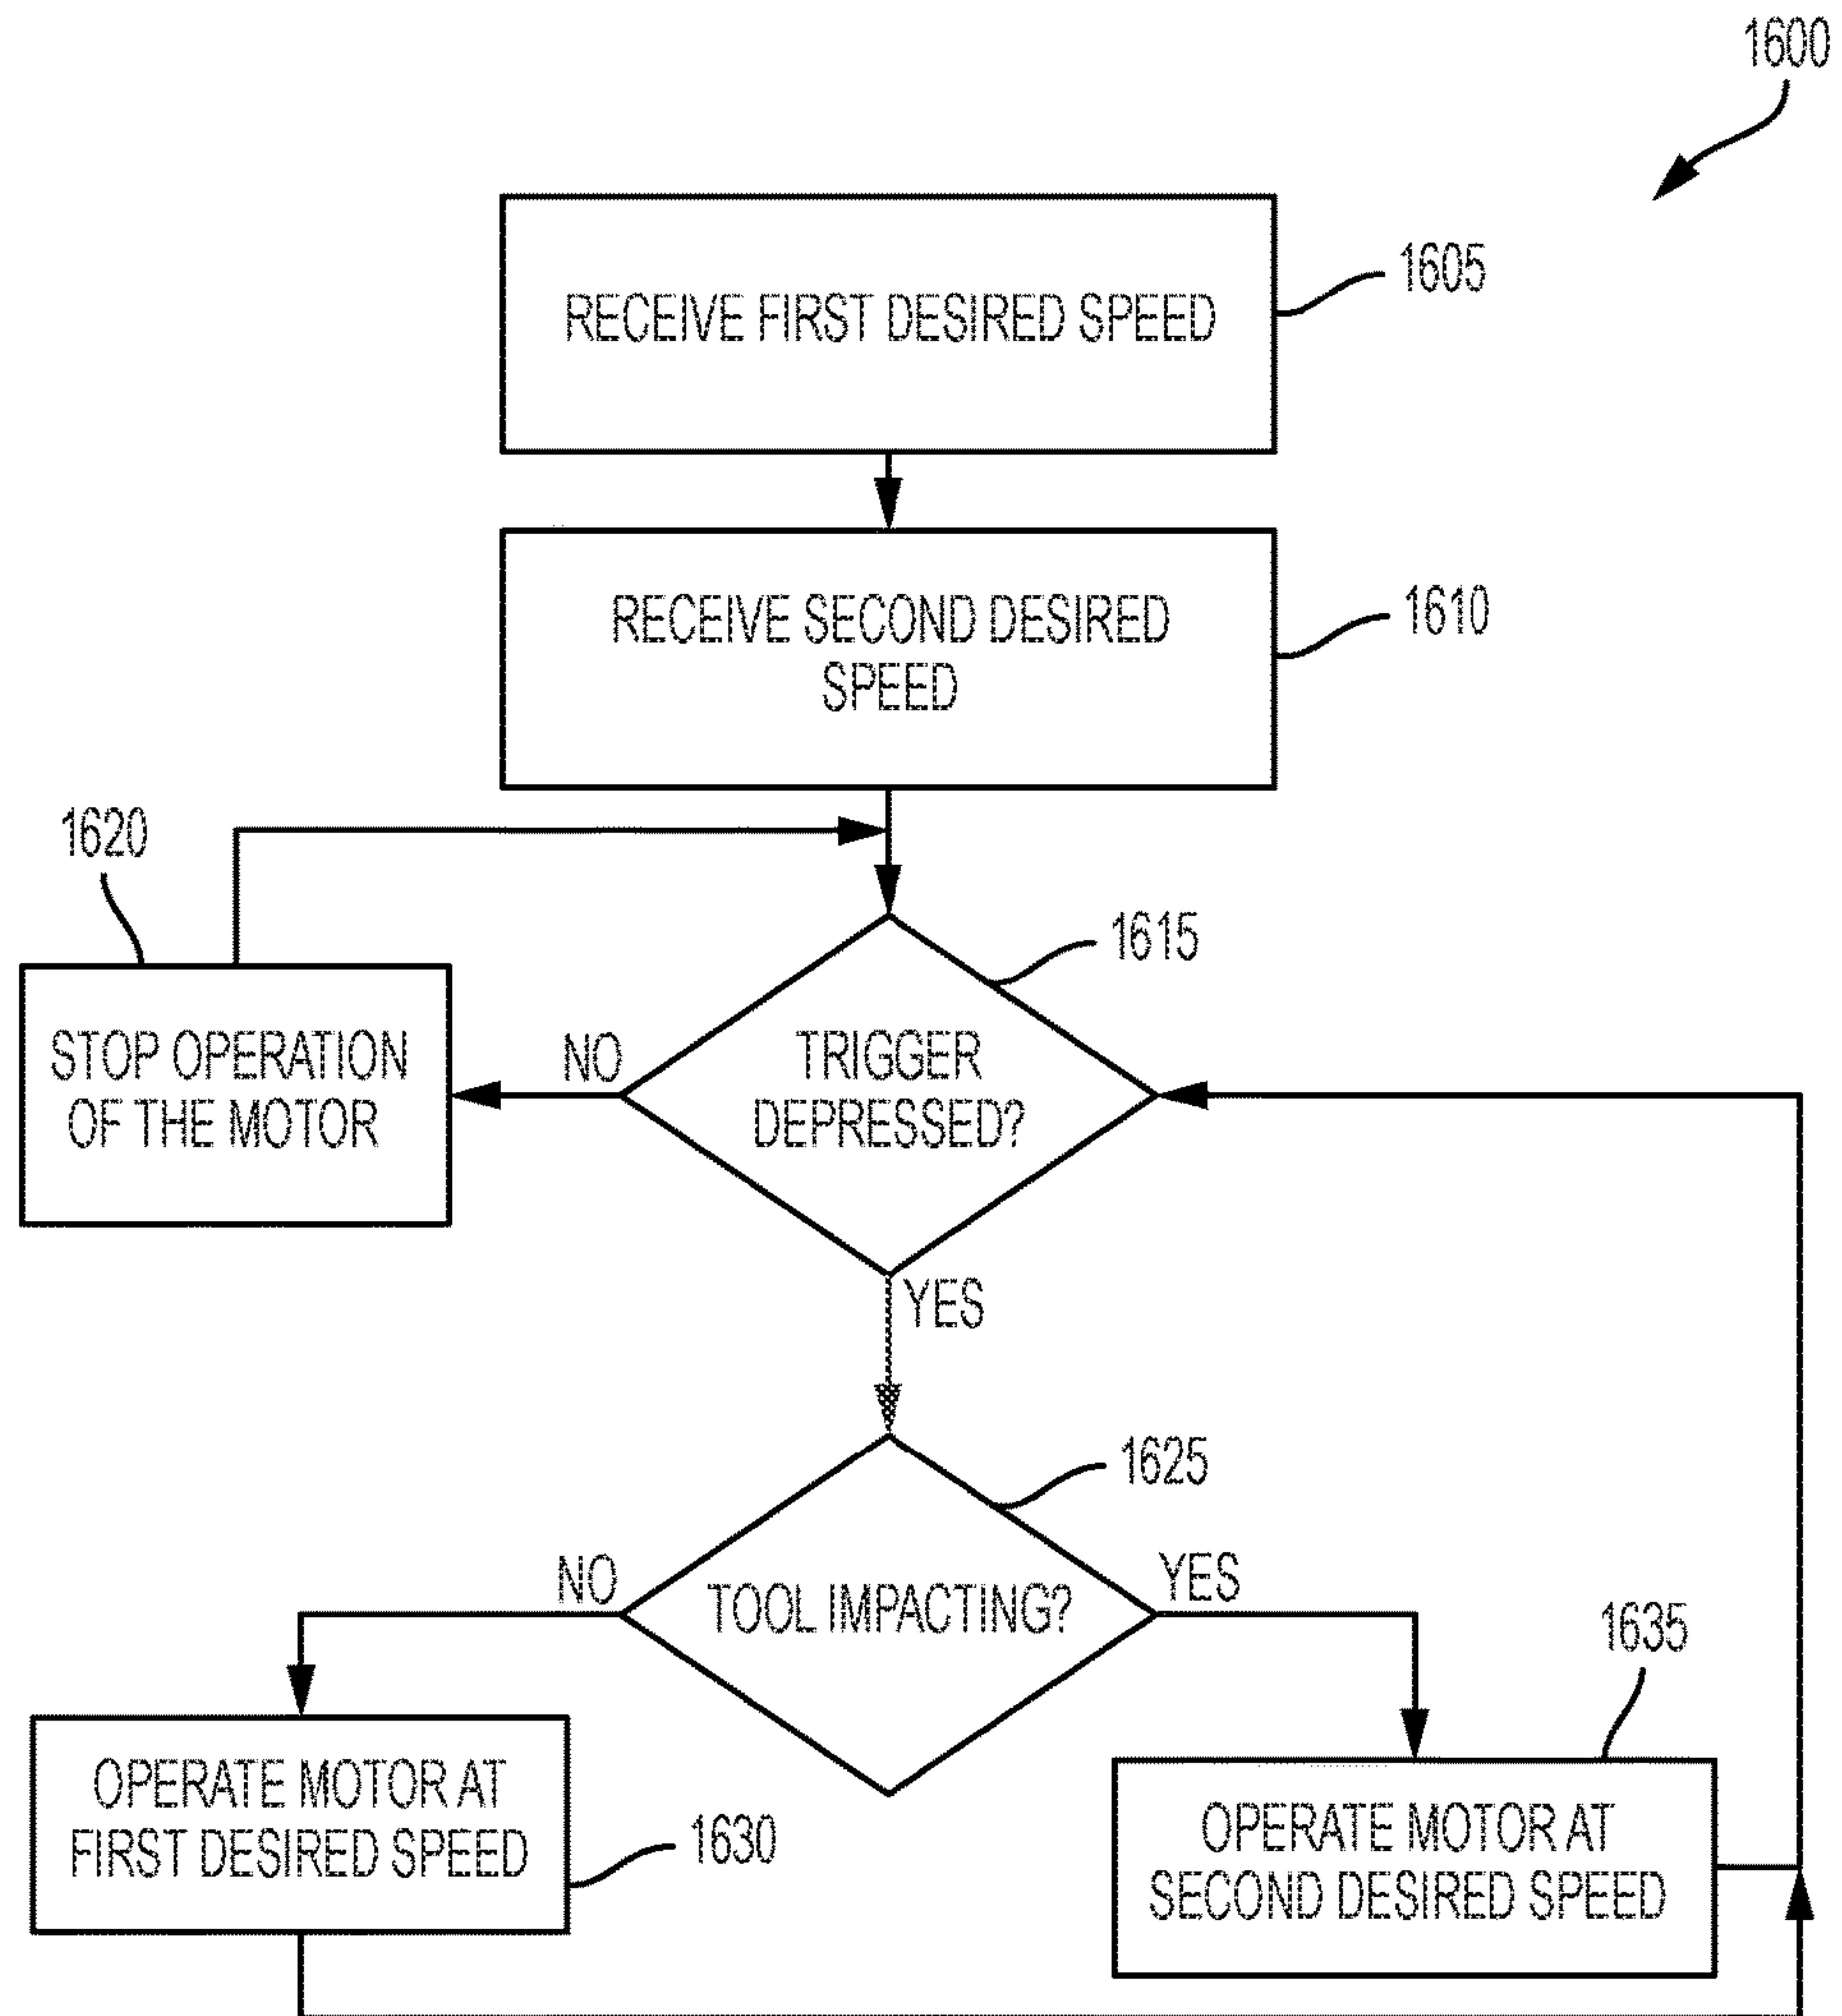 1600
RECEIVE FIRST DESIRED SPEED
1605
RECEIVE SECOND DESIRED
SPEED
1610
1620
1615
STOP OPERATION
OF THE MOTOR
NO
TRIGGER
DEPRESSED?
YES
1625
NO
TOOL IMPACTING?
YES
1635
OPERATE MOTOR AT
FIRST DESIRED SPEED
1630
OPERATE MOTOR AT
SECOND DESIRED SPEED